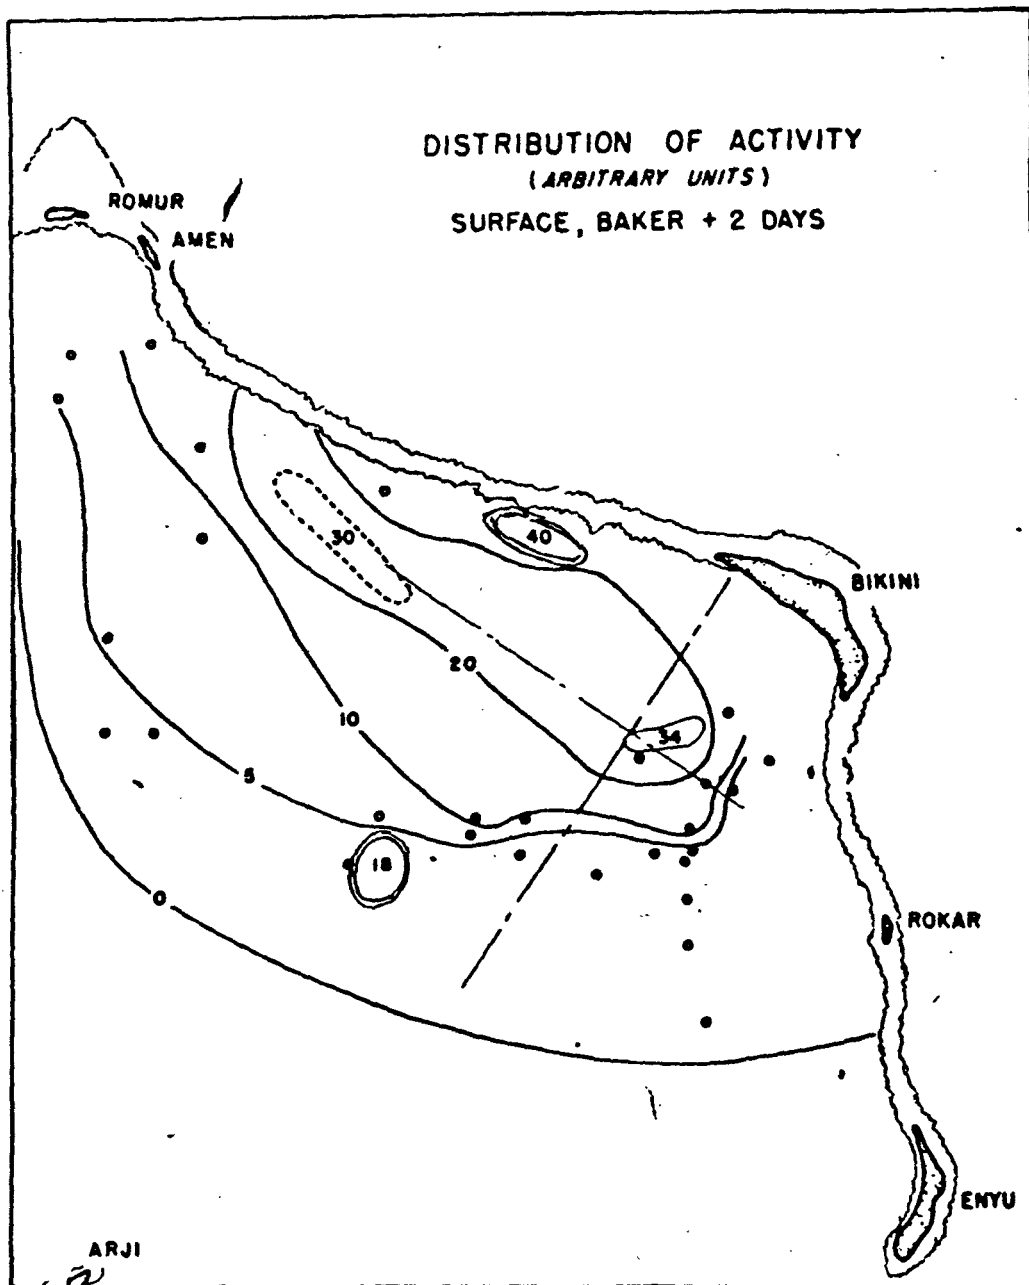 DISTRIBUTION OF ACTIVITY
(ARBITRARY UNITS)
SURFACE, BAKER + 2 DAYS
ROMUR
AMEN
30
40
BIKINI
20
10
34
5
18
0
ROKAR
ENYU
ARJI